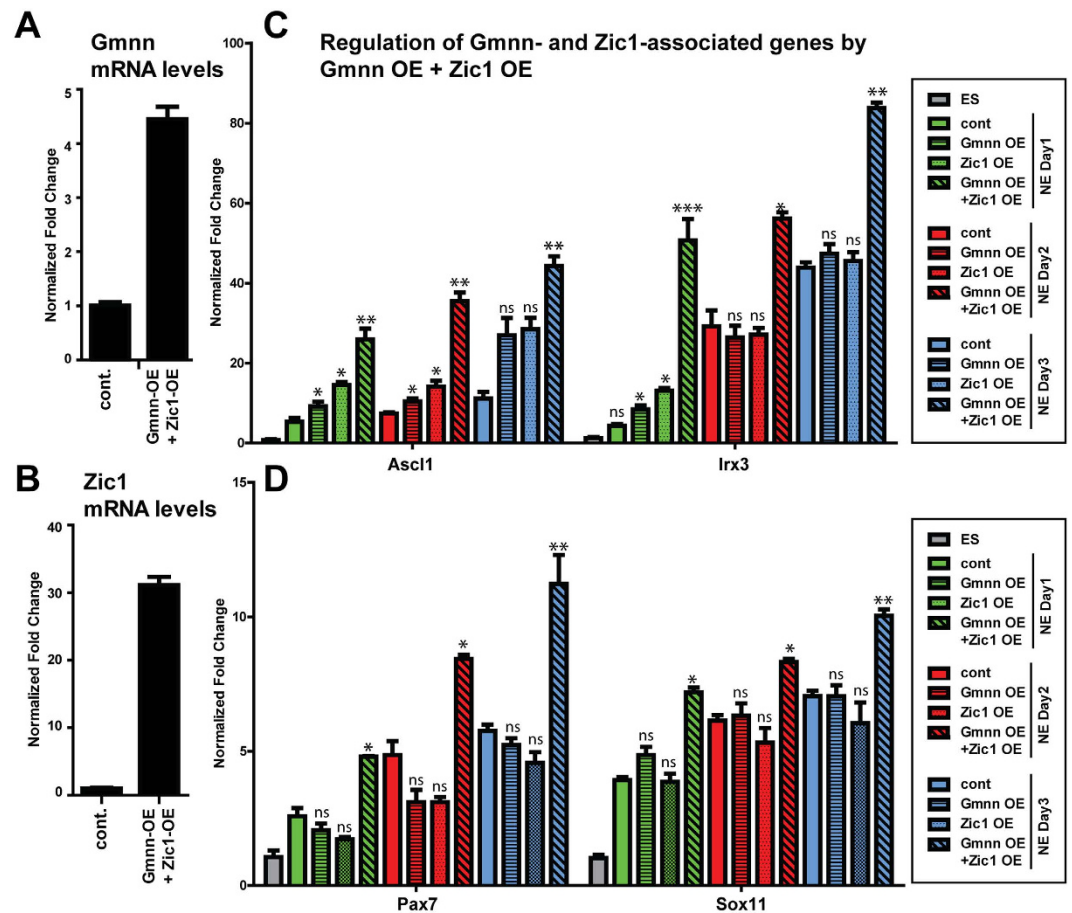 A
Gmnn
mRNA levels
Normalized Fold Change
5
4
3
2
1
0
cont.
Gmnn-OE
+ Zic1-OE
C
Regulation of Gmnn- and Zic1-associated genes by
Gmnn OE + Zic1 OE
Normalized Fold Change
100
80
60
40
20
0
* * ** * * ** ns ns **
ns * * *** ns ns * ns ns **
Ascl1 Irx3
ES
cont
Gmnn OE
Zic1 OE
Gmnn OE
+Zic1 OE
NE Day1
cont
Gmnn OE
Zic1 OE
Gmnn OE
+Zic1 OE
NE Day2
cont
Gmnn OE
Zic1 OE
Gmnn OE
+Zic1 OE
NE Day3
B
Zic1
mRNA levels
Normalized Fold Change
40
30
20
10
0
cont.
Gmnn-OE
+ Zic1-OE
D
Normalized Fold Change
15
10
5
0
ns ns * ns ns * ns ns **
ns ns * ns ns * ns ns **
Pax7 Sox11
ES
cont
Gmnn OE
Zic1 OE
Gmnn OE
+Zic1 OE
NE Day1
cont
Gmnn OE
Zic1 OE
Gmnn OE
+Zic1 OE
NE Day2
cont
Gmnn OE
Zic1 OE
Gmnn OE
+Zic1 OE
NE Day3